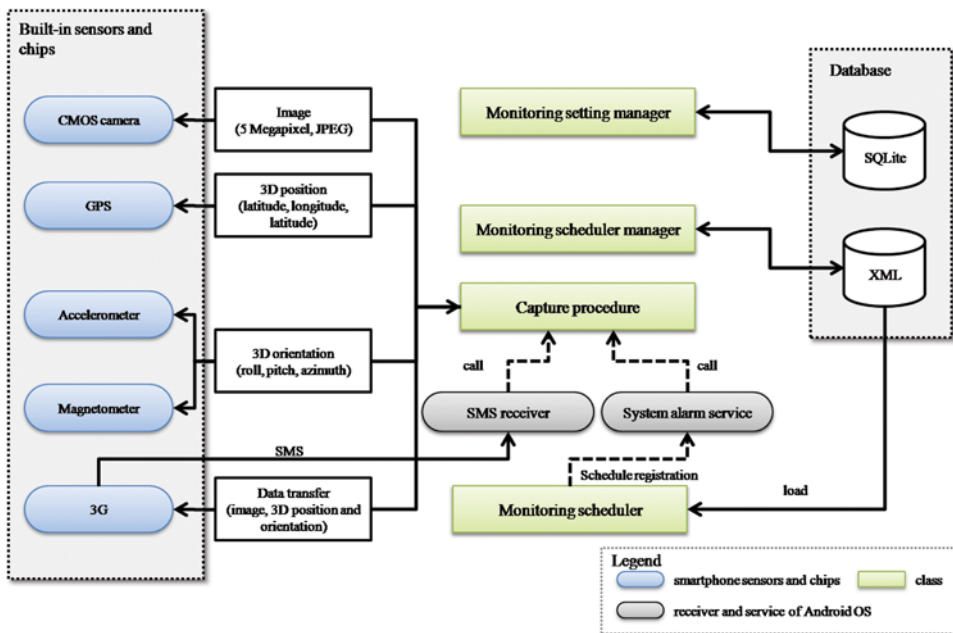 Built-in sensors and
chips
CMOS camera
GPS
Accelerometer
Magnetometer
3G
Image
(5 Megapixel, JPEG)
3D position
(latitude, longitude,
latitude)
3D orientation
(roll, pitch, azimuth)
SMS
Data transfer
(image, 3D position and
orientation)
Monitoring setting manager
Monitoring scheduler manager
Capture procedure
call
call
SMS receiver
System alarm service
Schedule registration
Monitoring scheduler
Database
SQLite
XML
load
Legend
smartphone sensors and chips
class
receiver and service of Android OS